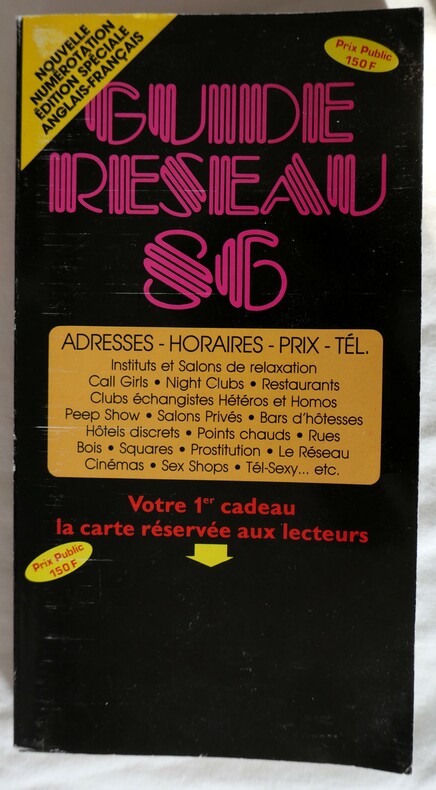 NOUVELLE
NUMÉROTATION
ÉDITION SPÉCIALE
ANGLAIS-FRANÇAIS
Prix Public
150 F
GUIDE
RESEAU
S6
ADRESSES - HORAIRES - PRIX - TÉL.
Instituts et Salons de relaxation
Call Girls • Night Clubs • Restaurants
Clubs échangistes Hétéros et Homos
Peep Show • Salons Privés • Bars d'hôtesses
Hôtels discrets • Points chauds • Rues
Bois • Squares • Prostitution • Le Réseau
Cinémas • Sex Shops • Tél-Sexy... etc.
Votre 1er cadeau
la carte réservée aux lecteurs
Prix Public
150 F